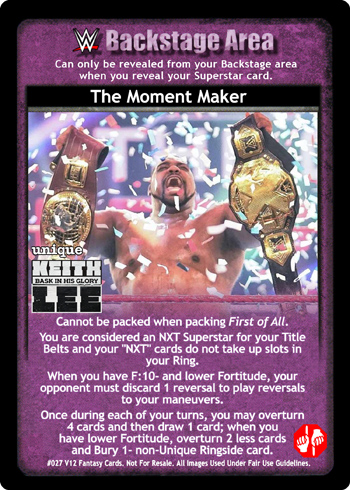 W
Backstage Area
Can only be revealed from your Backstage area
when you reveal your Superstar card.
The Moment Maker
unique
KEITH
BASK IN HIS GLORY
LEE
Cannot be packed when packing First of All.
You are considered an NXT Superstar for your Title
Belts and your "NXT" cards do not take up slots in
your Ring.
When you have F:10- and lower Fortitude, your
opponent must discard 1 reversal to play reversals
to your maneuvers.
Once during each of your turns, you may overturn
4 cards and then draw 1 card; when you
have lower Fortitude, overturn 2 less cards
and Bury 1- non-Unique Ringside card.
#027 V12 Fantasy Cards. Not For Resale. All Images Used Under Fair Use Guidelines.